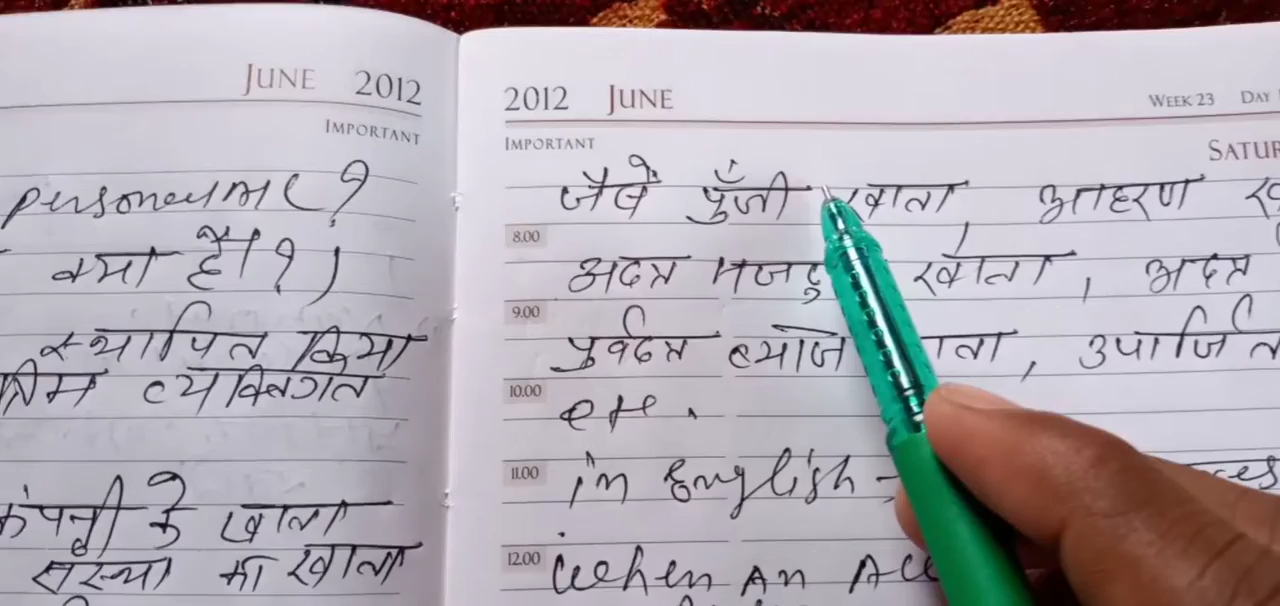 JUNE 2012
IMPORTANT
personal A/C ?
क्या है ? )
स्थापित किया
व्यक्तिगत
कंपनी के खाता
संस्था का खाता
2012 JUNE
WEEK 23 DAY
IMPORTANT
SATUR
जैसे पुँजी खाता, आहरण
8.00
अदत्त मजदु खाता, अदत्त
9.00
पुर्वदत्त ब्याज ाता, उपार्जित
10.00
etc.
11.00
in English -
12.00
When An Acc